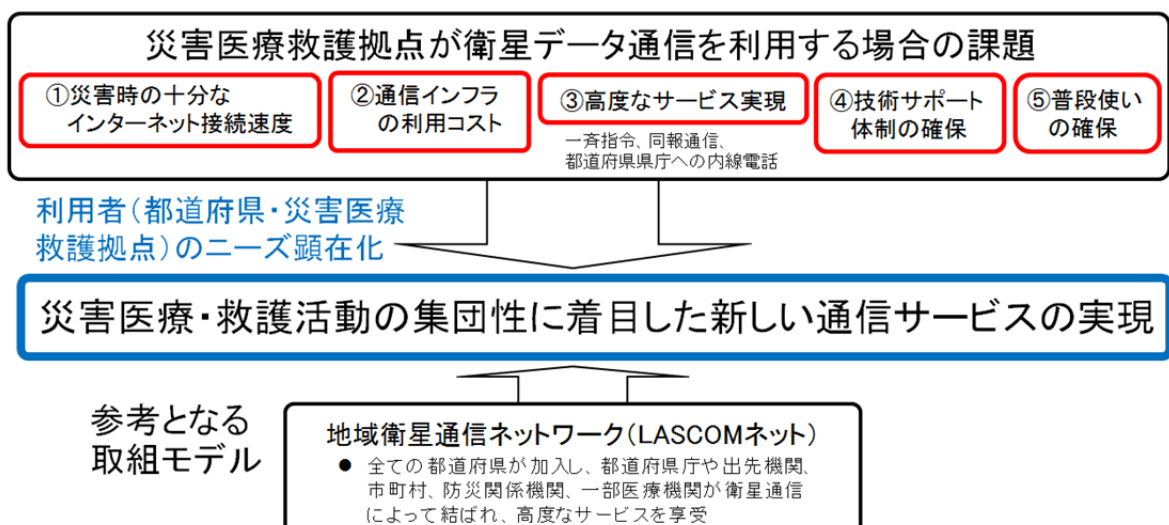 災害医療救護拠点が衛星データ通信を利用する場合の課題
①災害時の十分な
インターネット接続速度
②通信インフラ
の利用コスト
③高度なサービス実現
一斉指令、同報通信、
都道府県県庁への内線電話
④技術サポート
体制の確保
⑤普段使い
の確保
利用者(都道府県・災害医療
救護拠点)のニーズ顕在化
災害医療・救護活動の集団性に着目した新しい通信サービスの実現
参考となる
取組モデル
地域衛星通信ネットワーク(LASCOMネット)
● 全ての都道府県が加入し、都道府県庁や出先機関、
市町村、防災関係機関、一部医療機関が衛星通信
によって結ばれ、高度なサービスを享受